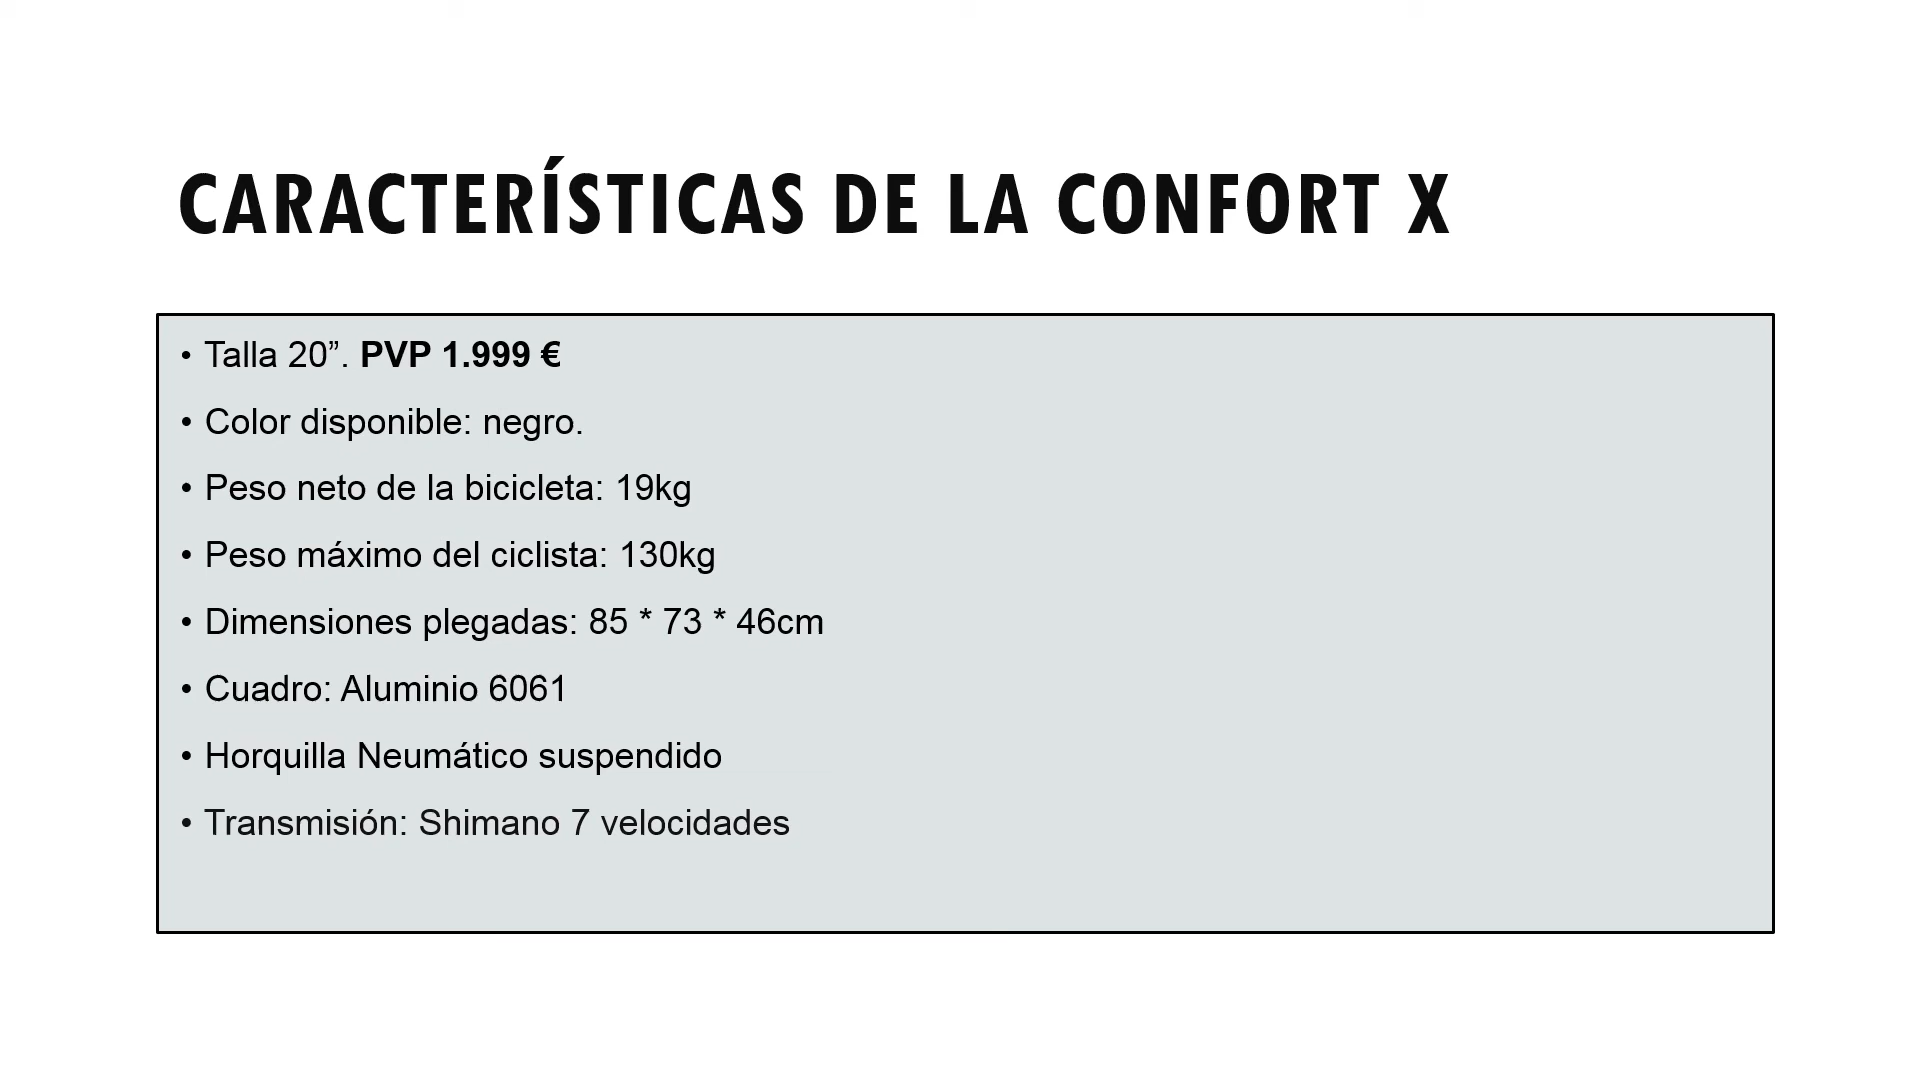 CARACTERÍSTICAS DE LA CONFORT X
• Talla 20”. PVP 1.999 €
• Color disponible: negro.
• Peso neto de la bicicleta: 19kg
• Peso máximo del ciclista: 130kg
• Dimensiones plegadas: 85 * 73 * 46cm
• Cuadro: Aluminio 6061
• Horquilla Neumático suspendido
• Transmisión: Shimano 7 velocidades